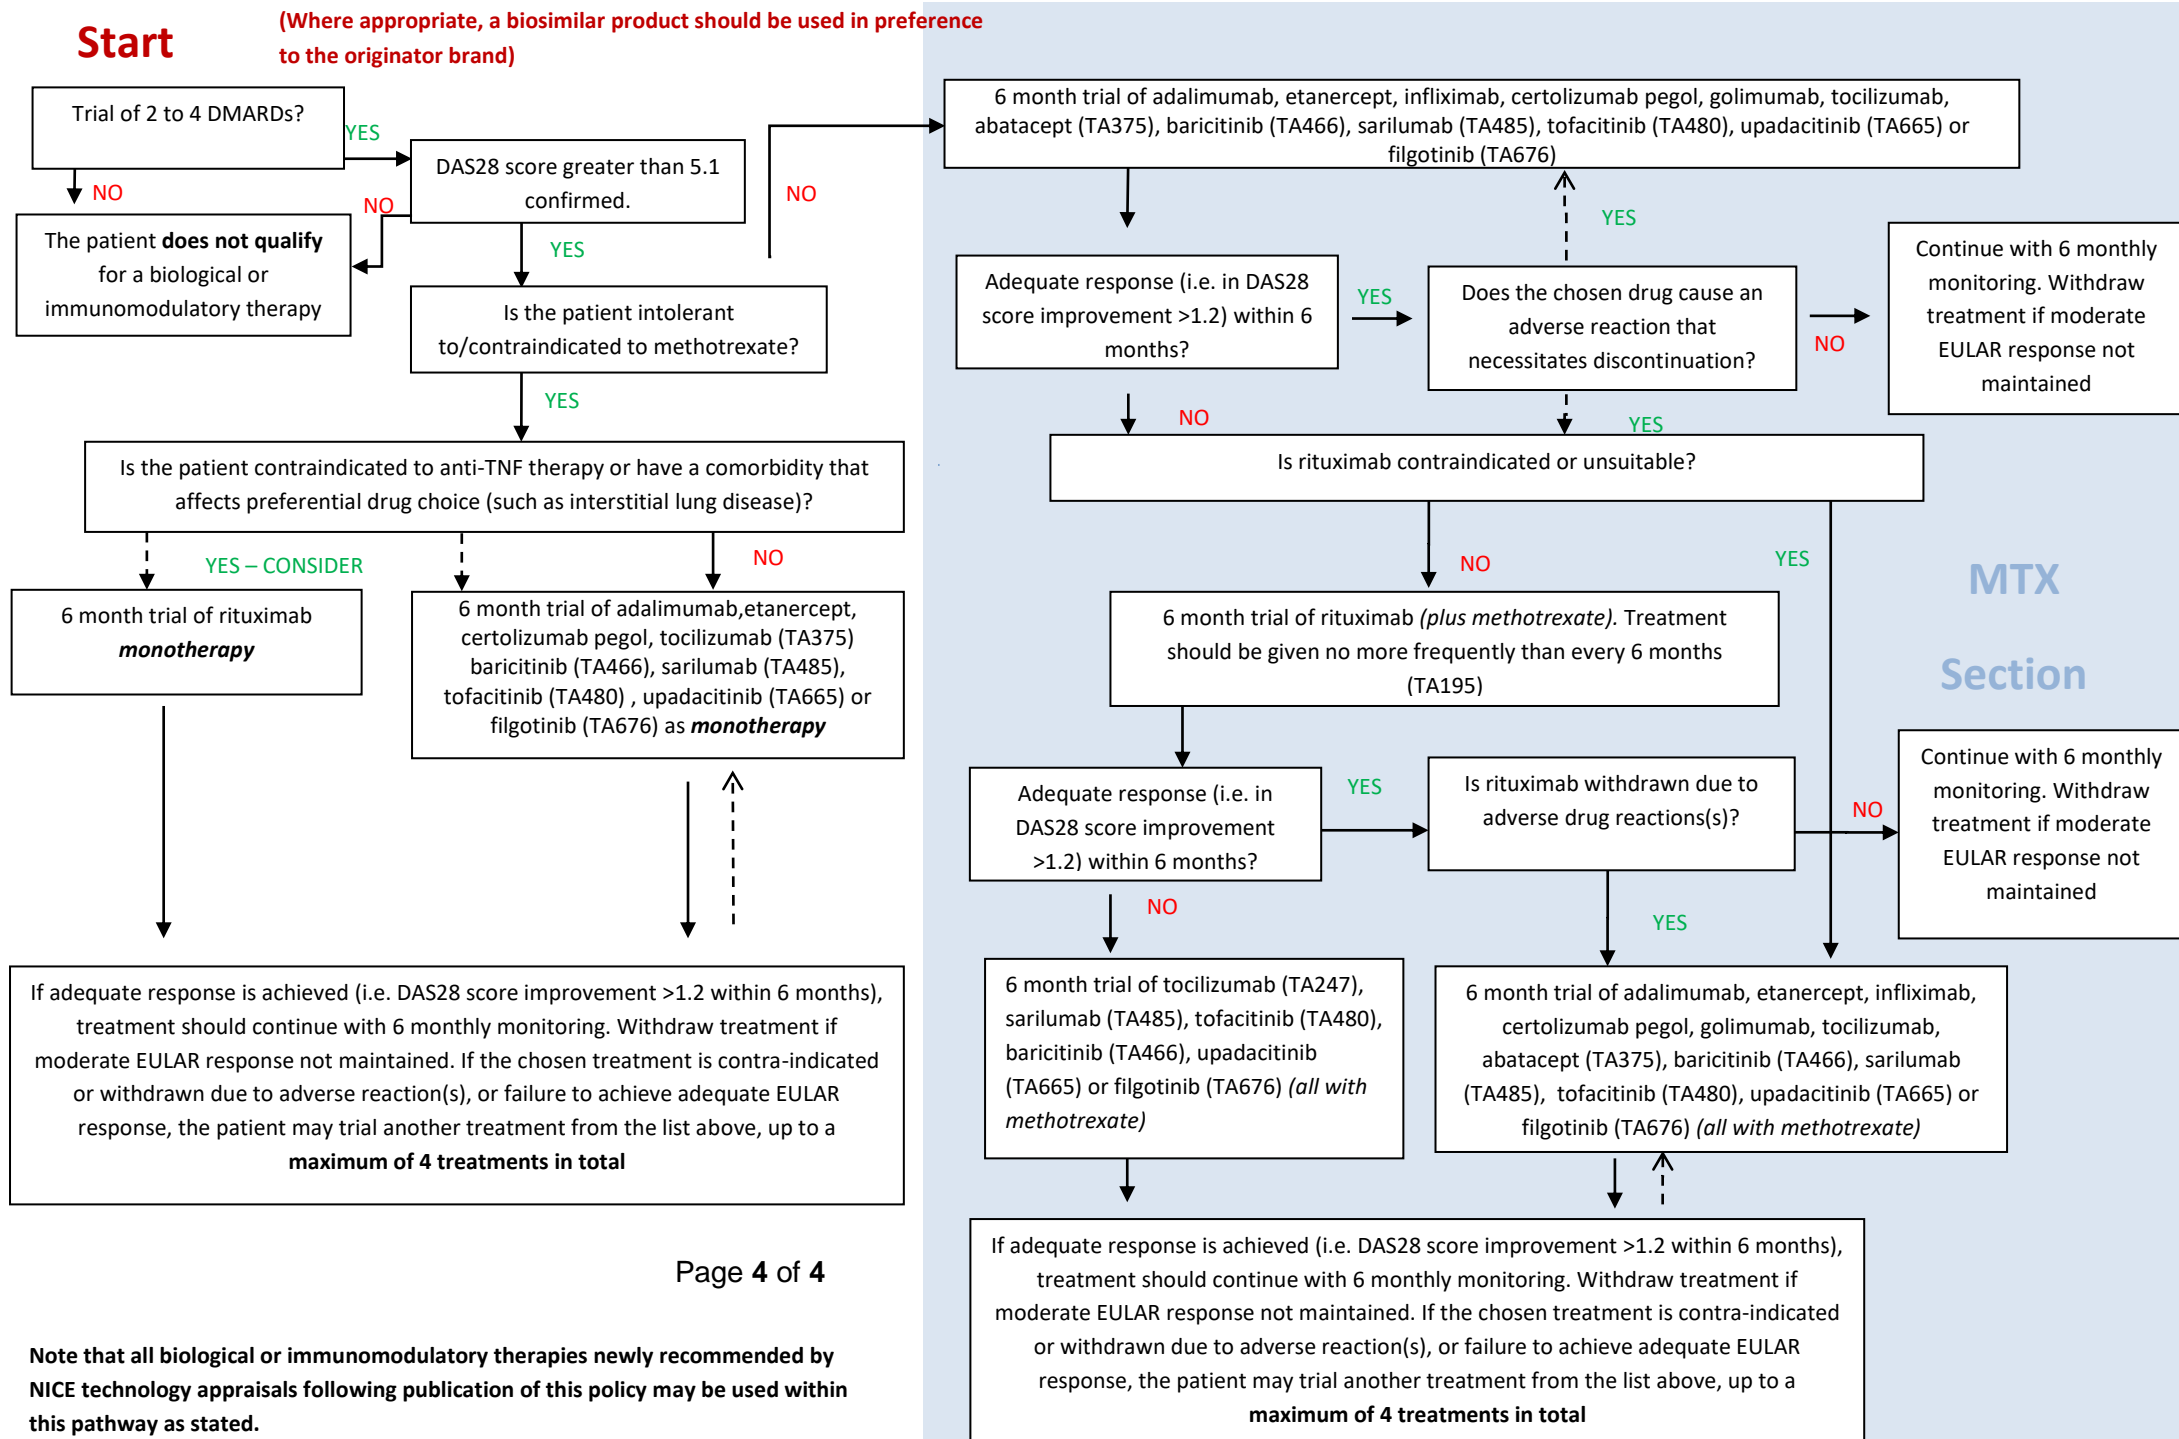 Start
(Where appropriate, a biosimilar product should be used in preference
to the originator brand)
Trial of 2 to 4 DMARDs?
YES
NO
DAS28 score greater than 5.1
confirmed.
NO
The patient does not qualify
for a biological or
immunomodulatory therapy
YES
Is the patient intolerant
to/contraindicated to methotrexate?
NO
YES
Is the patient contraindicated to anti-TNF therapy or have a comorbidity that
affects preferential drug choice (such as interstitial lung disease)?
YES – CONSIDER
NO
6 month trial of rituximab
monotherapy
6 month trial of adalimumab,etanercept,
certolizumab pegol, tocilizumab (TA375)
baricitinib (TA466), sarilumab (TA485),
tofacitinib (TA480) , upadacitinib (TA665) or
filgotinib (TA676) as monotherapy
If adequate response is achieved (i.e. DAS28 score improvement >1.2 within 6 months),
treatment should continue with 6 monthly monitoring. Withdraw treatment if
moderate EULAR response not maintained. If the chosen treatment is contra-indicated
or withdrawn due to adverse reaction(s), or failure to achieve adequate EULAR
response, the patient may trial another treatment from the list above, up to a
maximum of 4 treatments in total
Page 4 of 4
Note that all biological or immunomodulatory therapies newly recommended by
NICE technology appraisals following publication of this policy may be used within
this pathway as stated.
6 month trial of adalimumab, etanercept, infliximab, certolizumab pegol, golimumab, tocilizumab,
abatacept (TA375), baricitinib (TA466), sarilumab (TA485), tofacitinib (TA480), upadacitinib (TA665) or
filgotinib (TA676)
YES
Adequate response (i.e. in DAS28
score improvement >1.2) within 6
months?
YES
Does the chosen drug cause an
adverse reaction that
necessitates discontinuation?
NO
Continue with 6 monthly
monitoring. Withdraw
treatment if moderate
EULAR response not
maintained
NO
YES
Is rituximab contraindicated or unsuitable?
NO
YES
MTX
Section
6 month trial of rituximab (plus methotrexate). Treatment
should be given no more frequently than every 6 months
(TA195)
Adequate response (i.e. in
DAS28 score improvement
>1.2) within 6 months?
YES
Is rituximab withdrawn due to
adverse drug reactions(s)?
NO
Continue with 6 monthly
monitoring. Withdraw
treatment if moderate
EULAR response not
maintained
NO
YES
6 month trial of tocilizumab (TA247),
sarilumab (TA485), tofacitinib (TA480),
baricitinib (TA466), upadacitinib
(TA665) or filgotinib (TA676) (all with
methotrexate)
6 month trial of adalimumab, etanercept, infliximab,
certolizumab pegol, golimumab, tocilizumab,
abatacept (TA375), baricitinib (TA466), sarilumab
(TA485), tofacitinib (TA480), upadacitinib (TA665) or
filgotinib (TA676) (all with methotrexate)
If adequate response is achieved (i.e. DAS28 score improvement >1.2 within 6 months),
treatment should continue with 6 monthly monitoring. Withdraw treatment if
moderate EULAR response not maintained. If the chosen treatment is contra-indicated
or withdrawn due to adverse reaction(s), or failure to achieve adequate EULAR
response, the patient may trial another treatment from the list above, up to a
maximum of 4 treatments in total